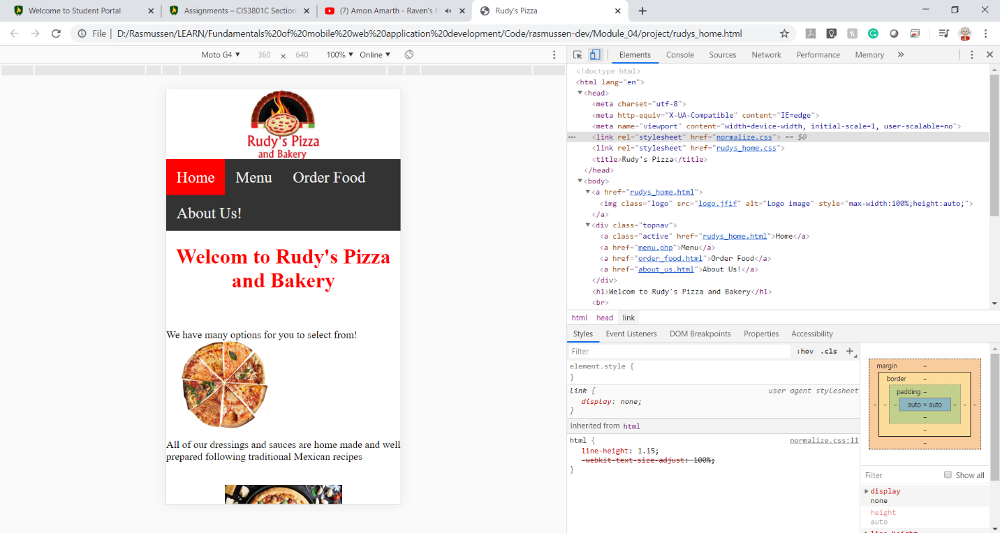 Welcome to Student Portal
Assignments – CIS3801C Section
(7) Amon Amarth - Raven's F
Rudy's Pizza
File | D:/Rasmussen/LEARN/Fundamentals%20of%20mobile%20web%20application%20development/Code/rasmussen-dev/Module_04/project/rudys_home.html
Moto G4 ▼ 360 × 640 100% ▼ Online ▼
Elements Console Sources Network Performance Memory »
Rudy's Pizza
and Bakery
Home Menu Order Food
About Us!
Welcom to Rudy's Pizza
and Bakery
We have many options for you to select from!
All of our dressings and sauces are home made and well
prepared following traditional Mexican recipes
<!doctype html>
<html lang="en">
▼<head>
<meta charset="utf-8">
<meta http-equiv="X-UA-Compatible" content="IE=edge">
<meta name="viewport" content="width=device-width, initial-scale=1, user-scalable=no">
<link rel="stylesheet" href="normalize.css"> == $0
<link rel="stylesheet" href="rudys_home.css">
<title>Rudy's Pizza</title>
</head>
▼<body>
▼<a href="rudys_home.html">
<img class="logo" src="logo.jfif" alt="Logo image" style="max-width:100%;height:auto;">
</a>
▼<div class="topnav">
<a class="active" href="rudys_home.html">Home</a>
<a href="menu.php">Menu</a>
<a href="order_food.html">Order Food</a>
<a href="about_us.html">About Us!</a>
</div>
<h1>Welcom to Rudy's Pizza and Bakery</h1>
<br>
html head link
Styles Event Listeners DOM Breakpoints Properties Accessibility
Filter :hov .cls +
element.style {
}
link { user agent stylesheet
display: none;
}
Inherited from html
html { normalize.css:11
line-height: 1.15;
-webkit-text-size-adjust: 100%;
}
margin –
border –
padding –
– – – auto × auto – – –
–
–
–
Filter Show all
display
none
height
auto
line-height